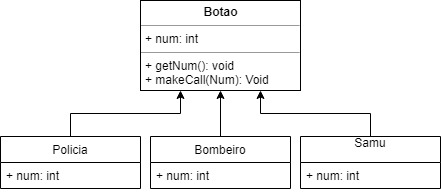 Botao
+ num: int
+ getNum(): void
+ makeCall(Num): Void
Policia
Bombeiro
Samu
+ num: int
+ num: int
+ num: int